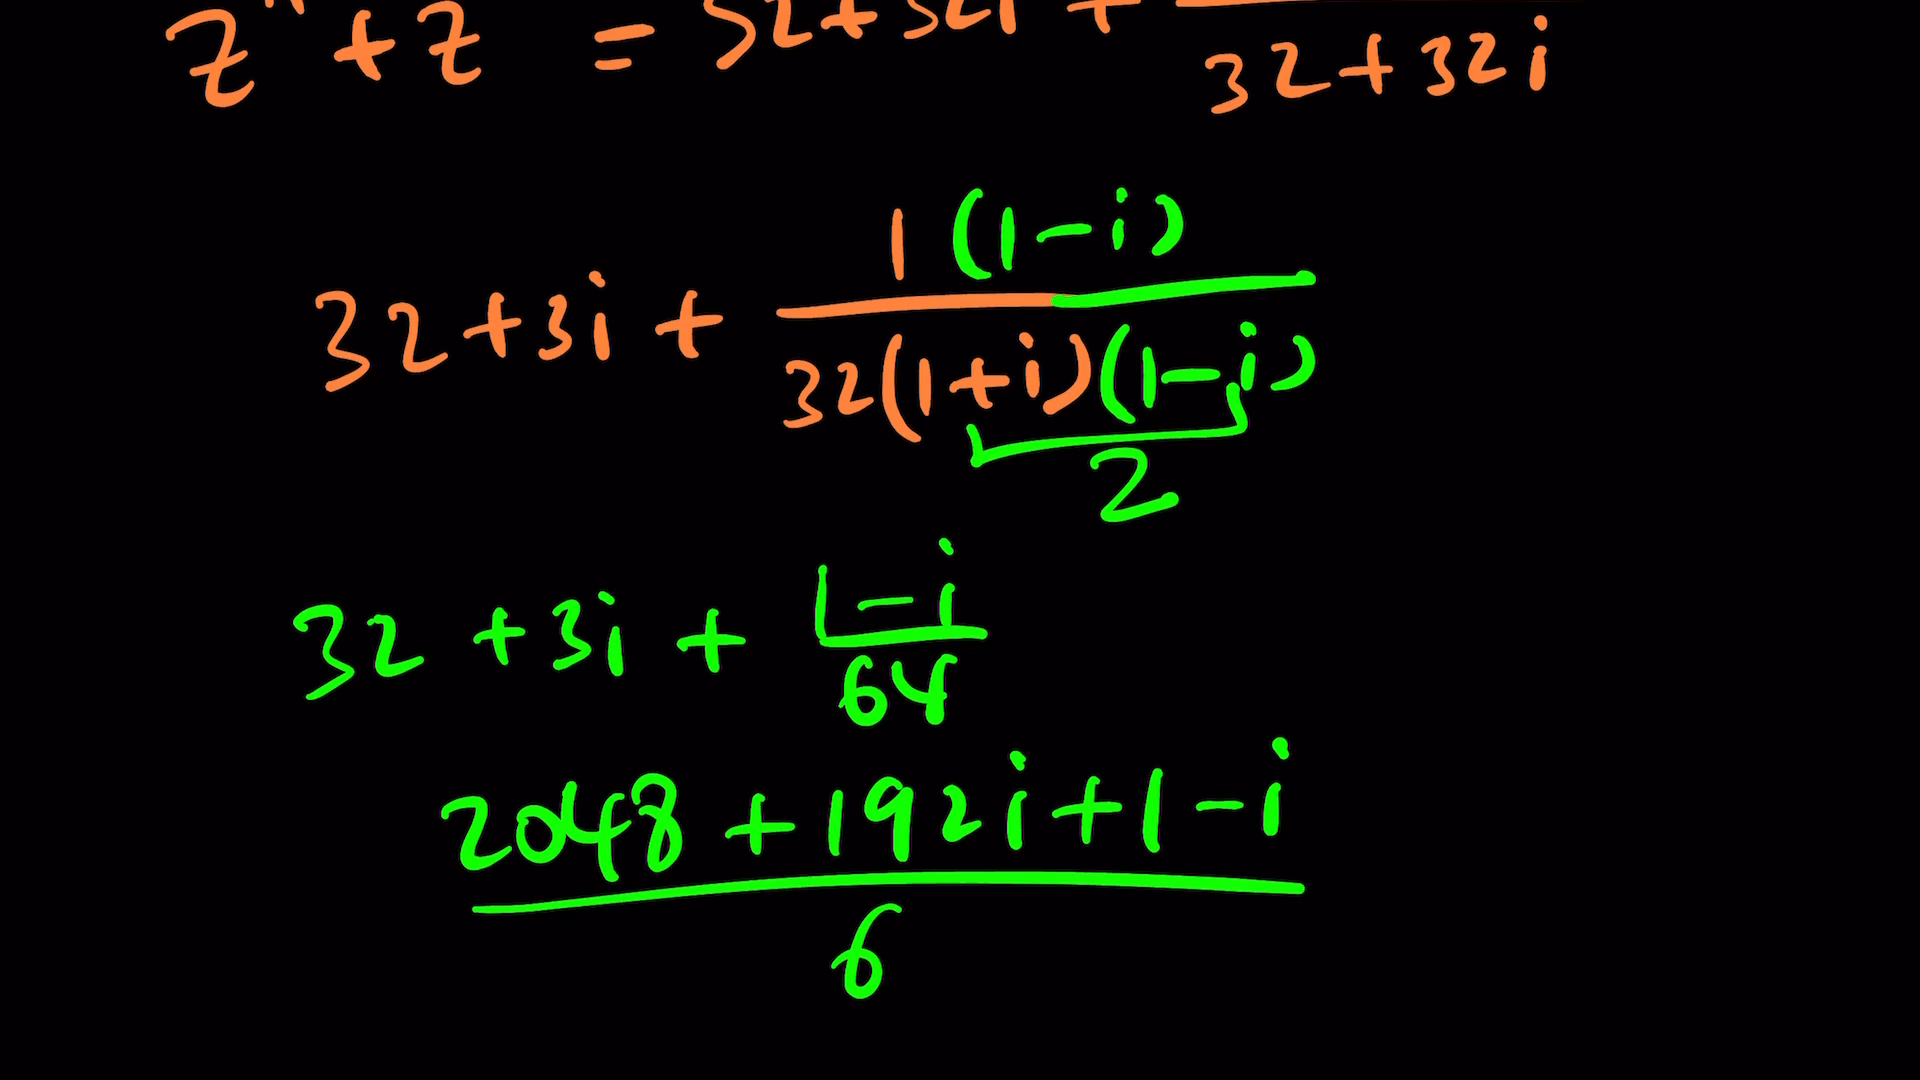 z + z = 32+32i +
32+32i
1 (1-i)
32+3i +
32(1+i)(1-i)
2
32 +3i + 1-i
64
2048 + 192i + 1 - i
6